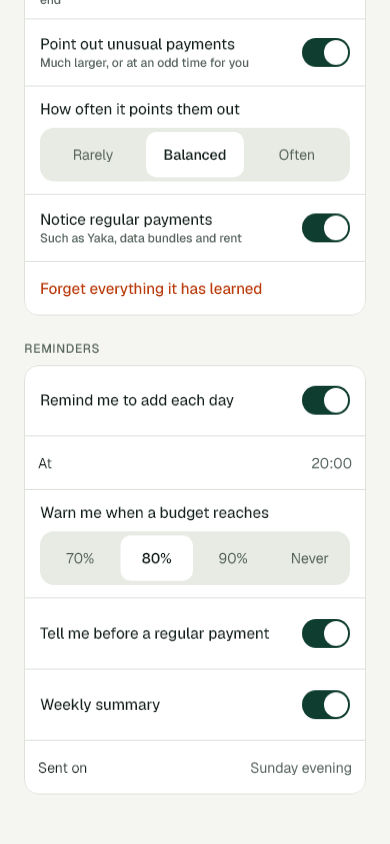 end
Point out unusual payments
Much larger, or at an odd time for you
How often it points them out
Rarely
Balanced
Often
Notice regular payments
Such as Yaka, data bundles and rent
Forget everything it has learned
REMINDERS
Remind me to add each day
At
20:00
Warn me when a budget reaches
70%
80%
90%
Never
Tell me before a regular payment
Weekly summary
Sent on
Sunday evening